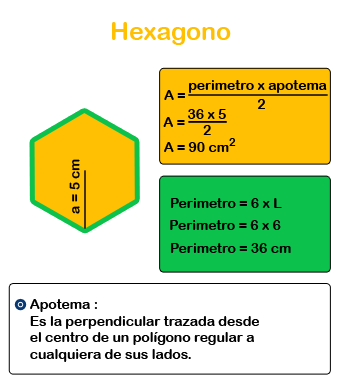 Hexagono
a = 5 cm
A = perimetro x apotema
2
A = 36 x 5
2
A = 90 cm²
Perimetro = 6 x L
Perimetro = 6 x 6
Perimetro = 36 cm
Apotema :
Es la perpendicular trazada desde
el centro de un polígono regular a
cualquiera de sus lados.